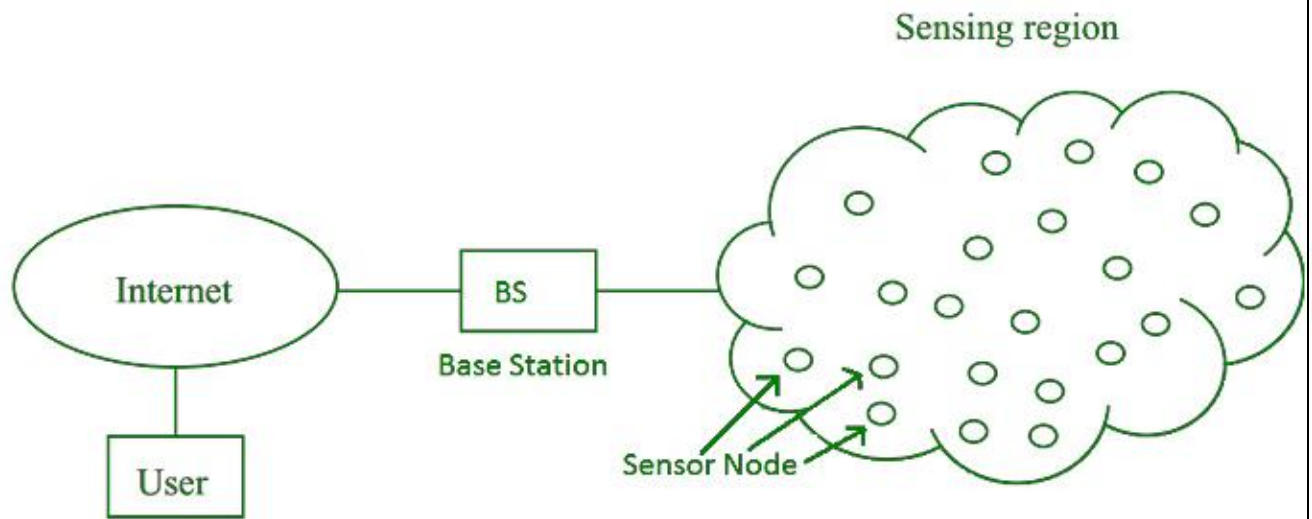 Sensing region
Internet
BS
Base Station
Sensor Node
User